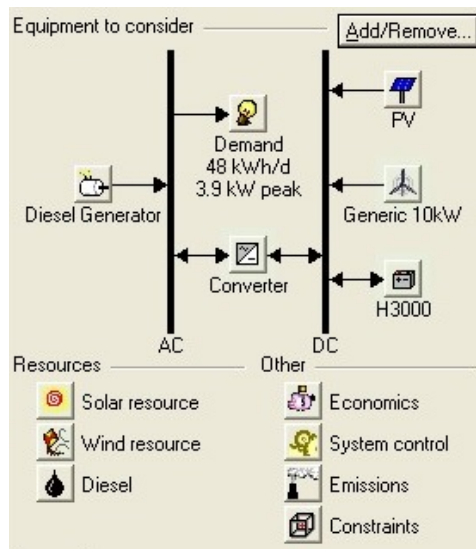 Equipment to consider
Add/Remove...
Demand
48 kWh/d
3.9 kW peak
PV
Diesel Generator
Generic 10kW
Converter
H3000
AC
DC
Resources
Other
Solar resource
Economics
Wind resource
System control
Diesel
Emissions
Constraints